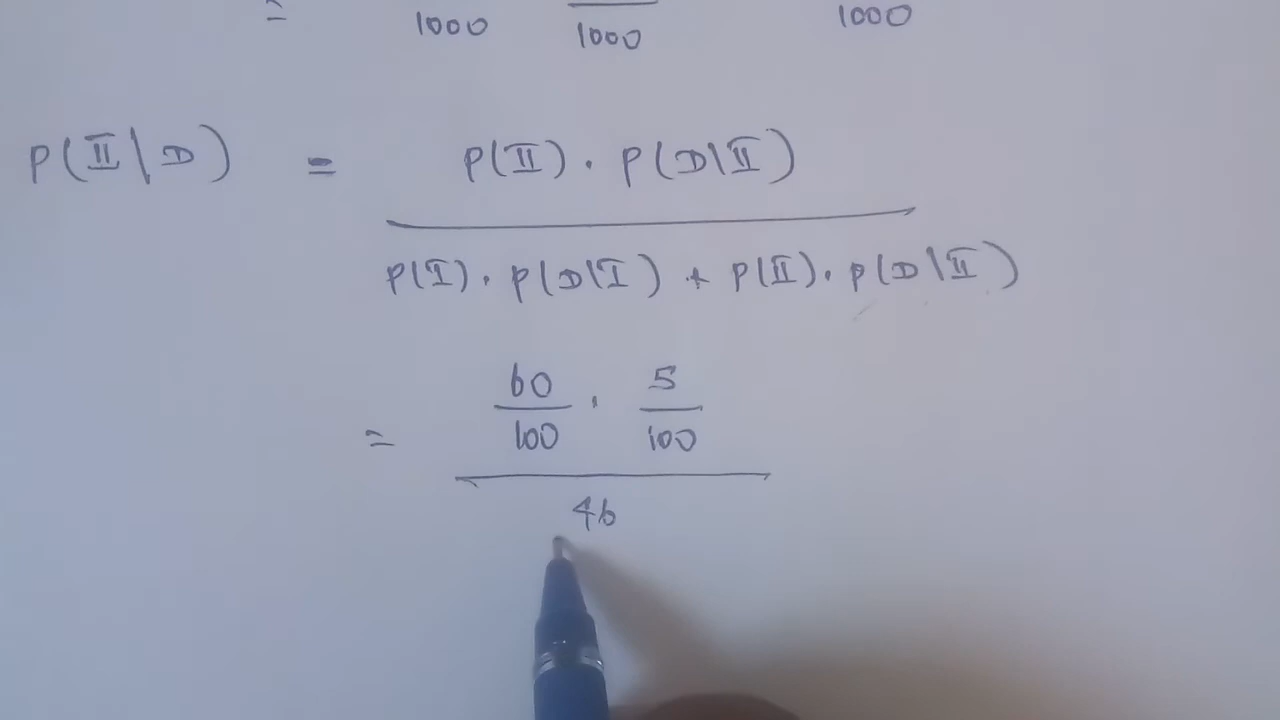 =
1000 1000 1000
P(II\D) = P(II) . P(D\II)
P(I) . P(D\I) + P(II) . P(D\II)
= 60/100 . 5/100
46